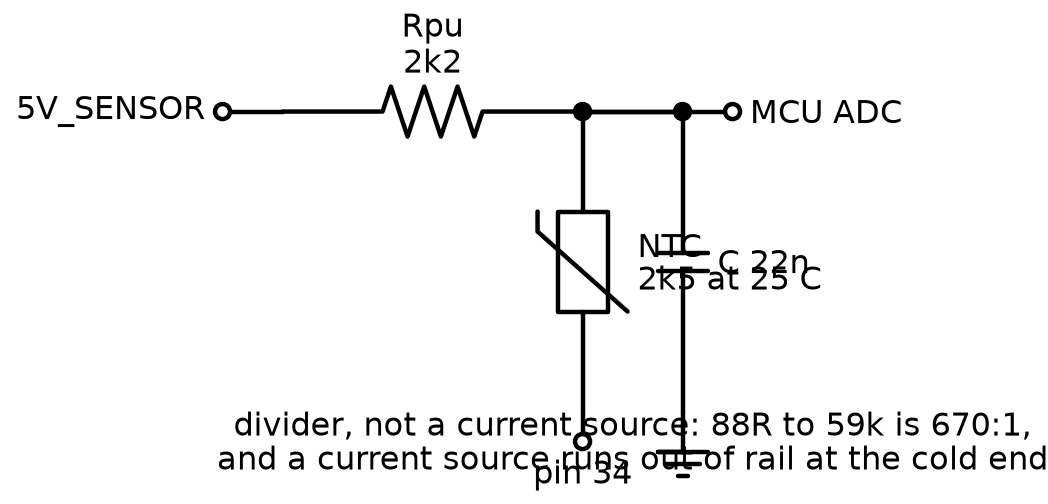 Rpu
2k2
5V_SENSOR
MCU ADC
NTC
2k5 at 25 C
C 22n
divider, not a current source: 88R to 59k is 670:1,
and a current source runs out of rail at the cold end
pin 34